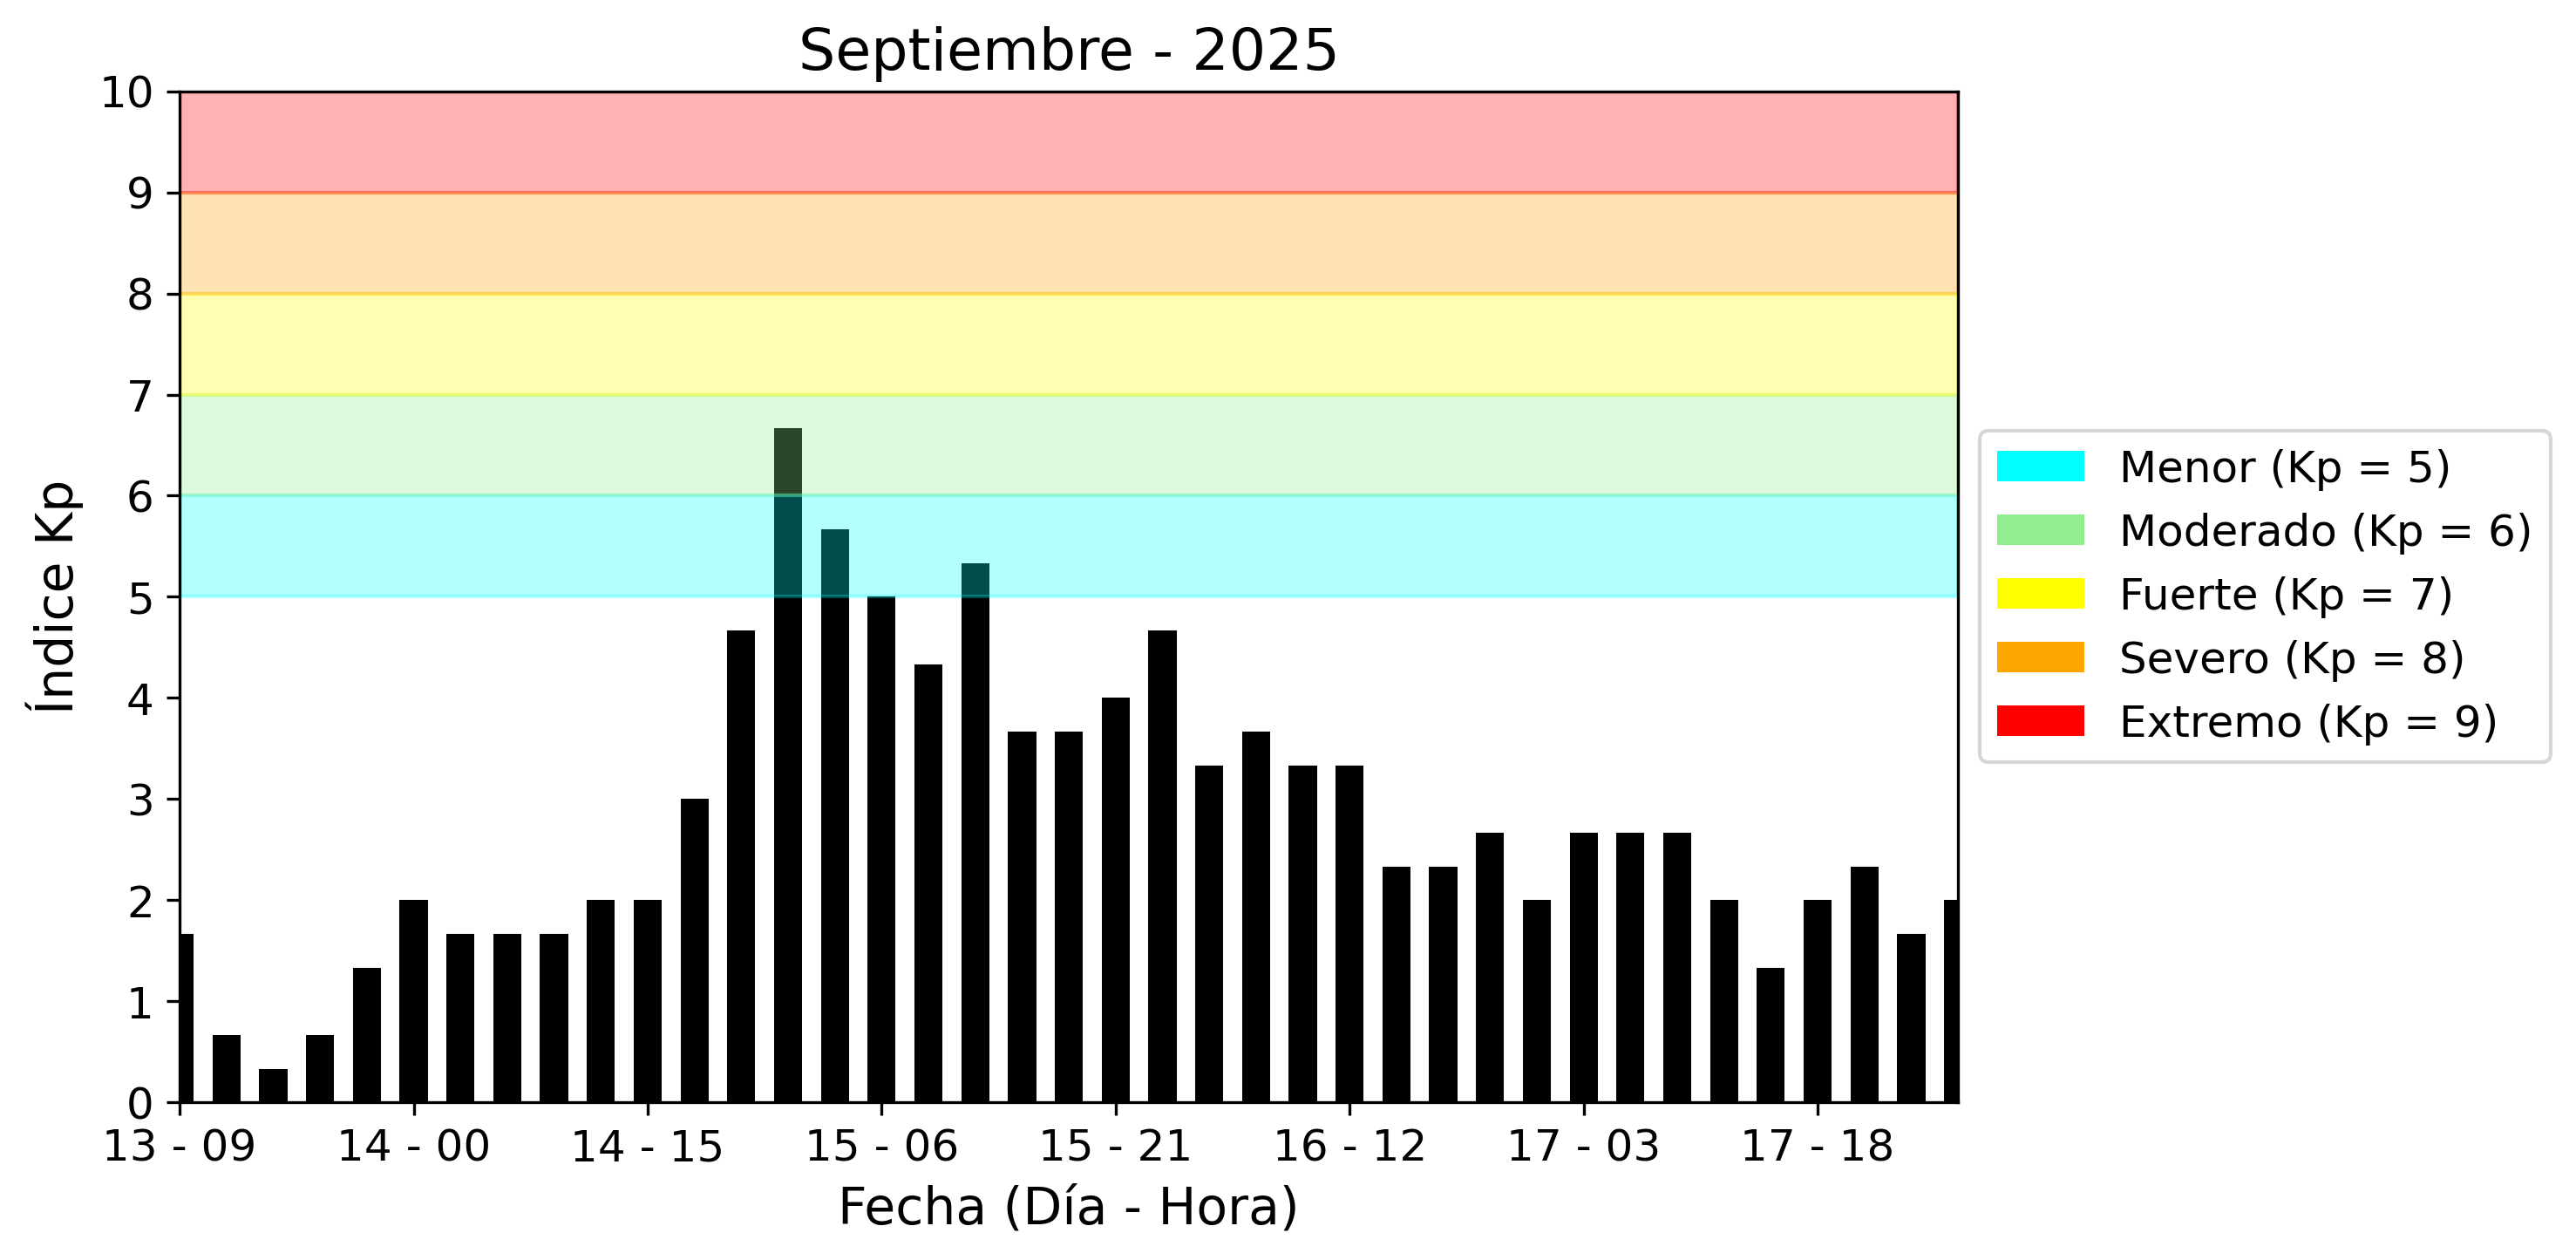 Septiembre - 2025
10
9
8
7
6
5
4
3
2
1
0
Índice Kp
13 - 09
14 - 00
14 - 15
15 - 06
15 - 21
16 - 12
17 - 03
17 - 18
Fecha (Día - Hora)
Menor (Kp = 5)
Moderado (Kp = 6)
Fuerte (Kp = 7)
Severo (Kp = 8)
Extremo (Kp = 9)